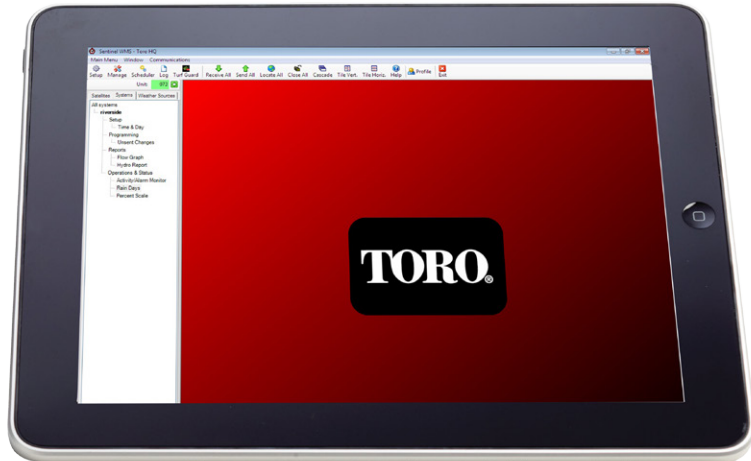 Sentinel WMS - Toro HQ
Main Menu Window Communications
Setup Manage Scheduler Log Turf Guard Receive All Send All Locate All Close All Cascade Tile Vert. Tile Horiz. Help Profile Exit
Unit: 972
Satellites Systems Weather Sources
All systems
riverside
Setup
Time & Day
Programming
Unsent Changes
Reports
Flow Graph
Hydro Report
Operations & Status
Activity/Alarm Monitor
Rain Days
Percent Scale
TORO®